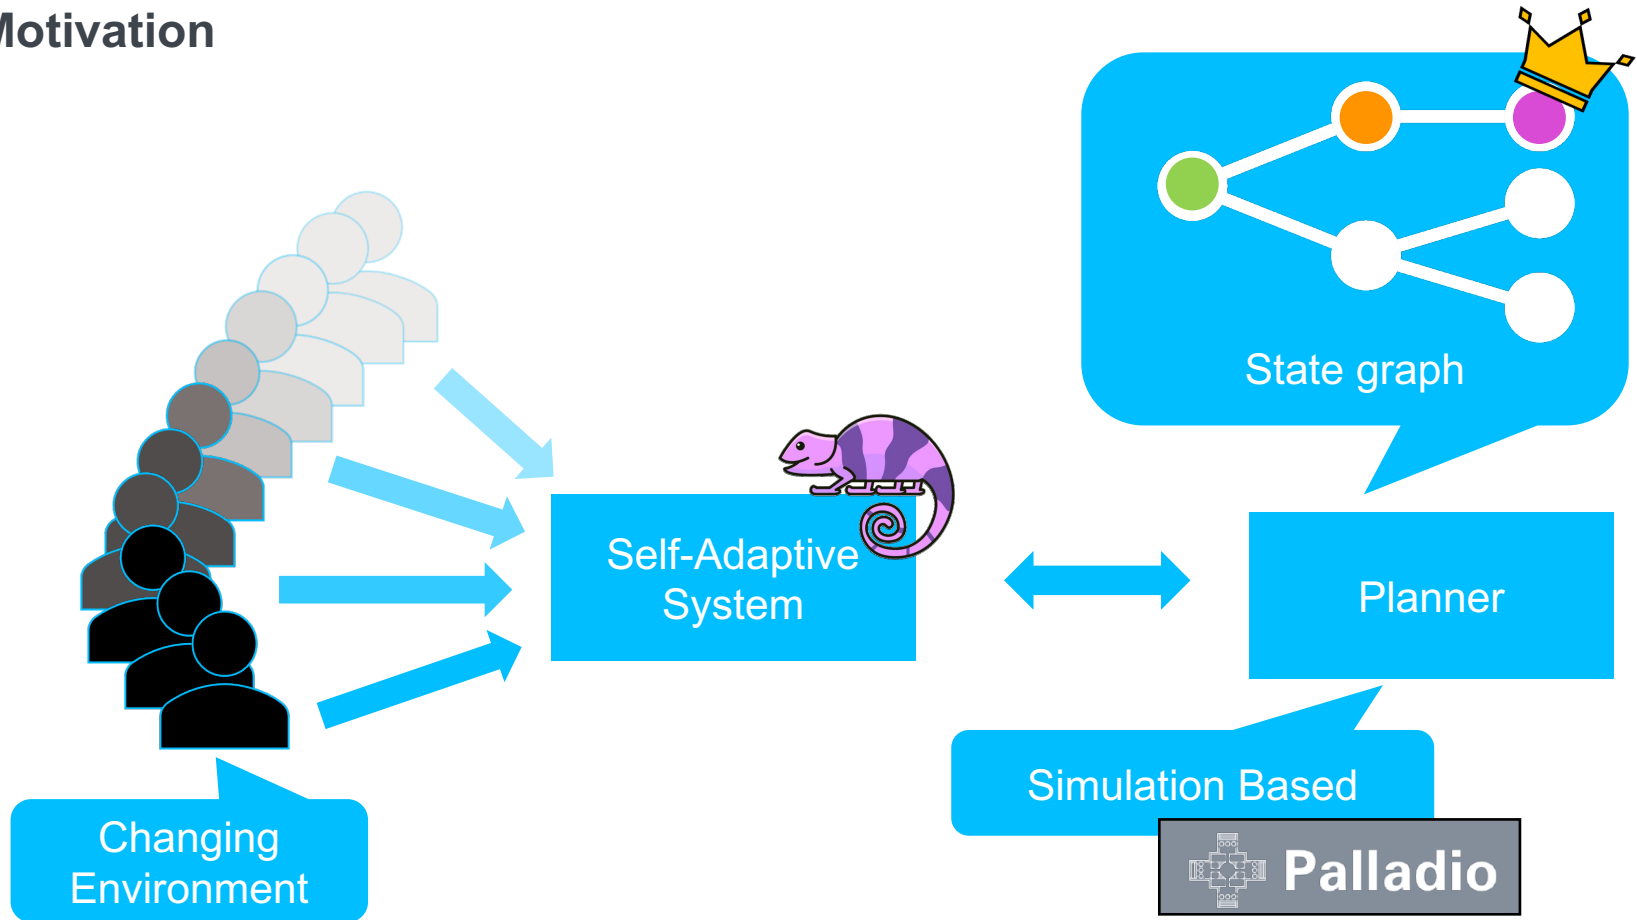 Motivation
State graph
Self-Adaptive
System
Planner
Simulation Based
Palladio
Changing
Environment